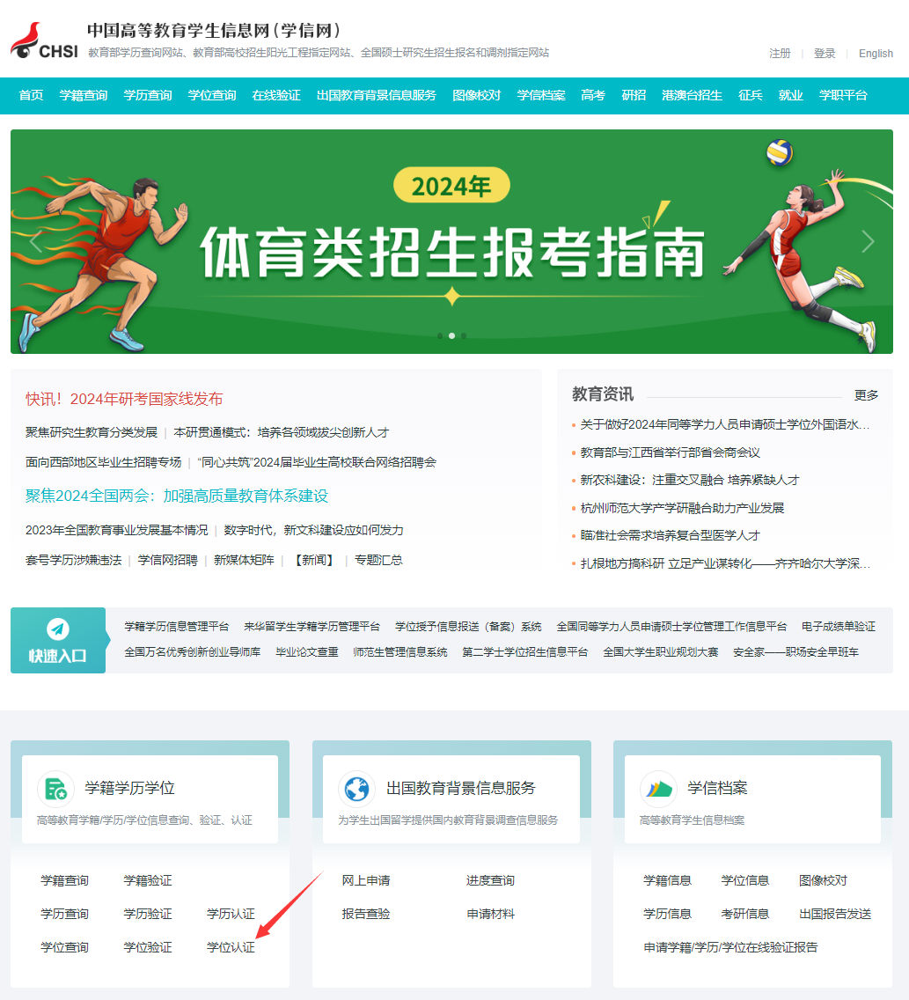 CHSI
中国高等教育学生信息网(学信网)
教育部学历查询网站、教育部高校招生阳光工程指定网站、全国硕士研究生招生报名和调剂指定网站
注册 | 登录 | English
首页 学籍查询 学历查询 学位查询 在线验证 出国教育背景信息服务 图像校对 学信档案 高考 研招 港澳台招生 征兵 就业 学职平台
2024年
体育类招生报考指南
快讯！2024年研考国家线发布
聚焦研究生教育分类发展 | 本研贯通模式：培养各领域拔尖创新人才
面向西部地区毕业生招聘专场 | “同心共筑”2024届毕业生高校联合网络招聘会
聚焦2024全国两会：加强高质量教育体系建设
2023年全国教育事业发展基本情况 | 数字时代，新文科建设应如何发力
套号学历涉嫌违法 | 学信网招聘 | 新媒体矩阵 | 【新闻】 | 专题汇总
教育资讯 更多
关于做好2024年同等学力人员申请硕士学位外国语水…
教育部与江西省举行部省会商会议
新农科建设：注重交叉融合 培养紧缺人才
杭州师范大学产学研融合助力产业发展
瞄准社会需求培养复合型医学人才
扎根地方搞科研 立足产业谋转化——齐齐哈尔大学深…
快速入口
学籍学历信息管理平台 来华留学生学籍学历管理平台 学位授予信息报送（备案）系统 全国同等学力人员申请硕士学位管理工作信息平台 电子成绩单验证
全国万名优秀创新创业导师库 毕业论文查重 师范生管理信息系统 第二学士学位招生信息平台 全国大学生职业规划大赛 安全家——职场安全早班车
学籍学历学位
高等教育学籍/学历/学位信息查询、验证、认证
学籍查询 学籍验证
学历查询 学历验证 学历认证
学位查询 学位验证 学位认证
出国教育背景信息服务
为学生出国留学提供国内教育背景调查信息服务
网上申请 进度查询
报告查验 申请材料
学信档案
高等教育学生信息档案
学籍信息 学位信息 图像校对
学历信息 考研信息 出国报告发送
申请学籍/学历/学位在线验证报告